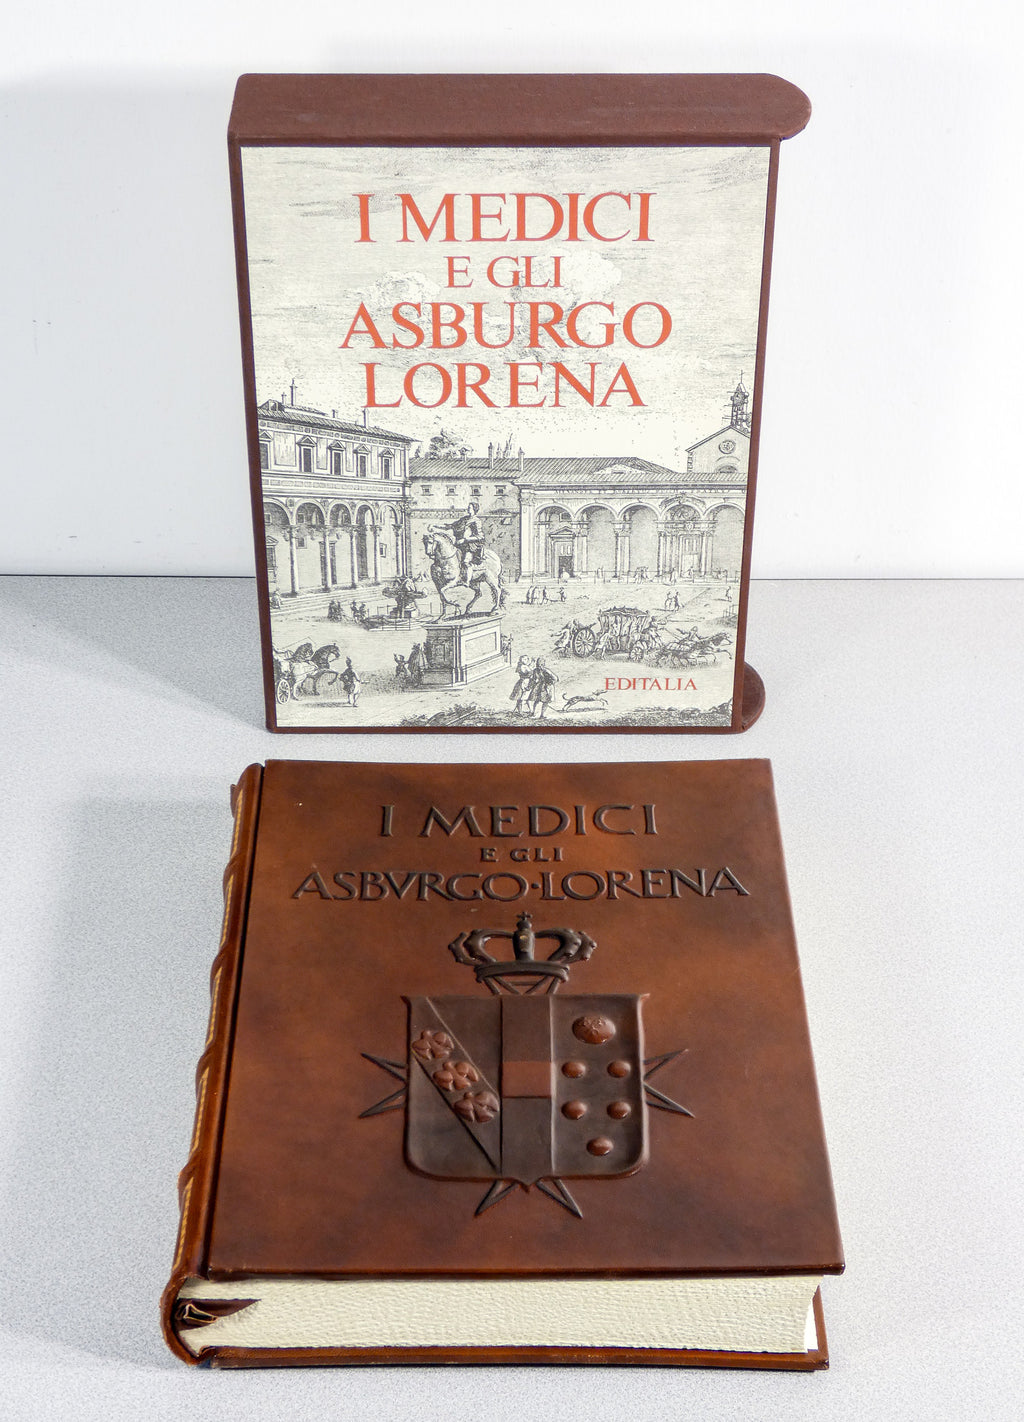 I MEDICI
E GLI
ASBURGO
LORENA
EDITALIA
I MEDICI
E GLI
ASBVRGO·LORENA